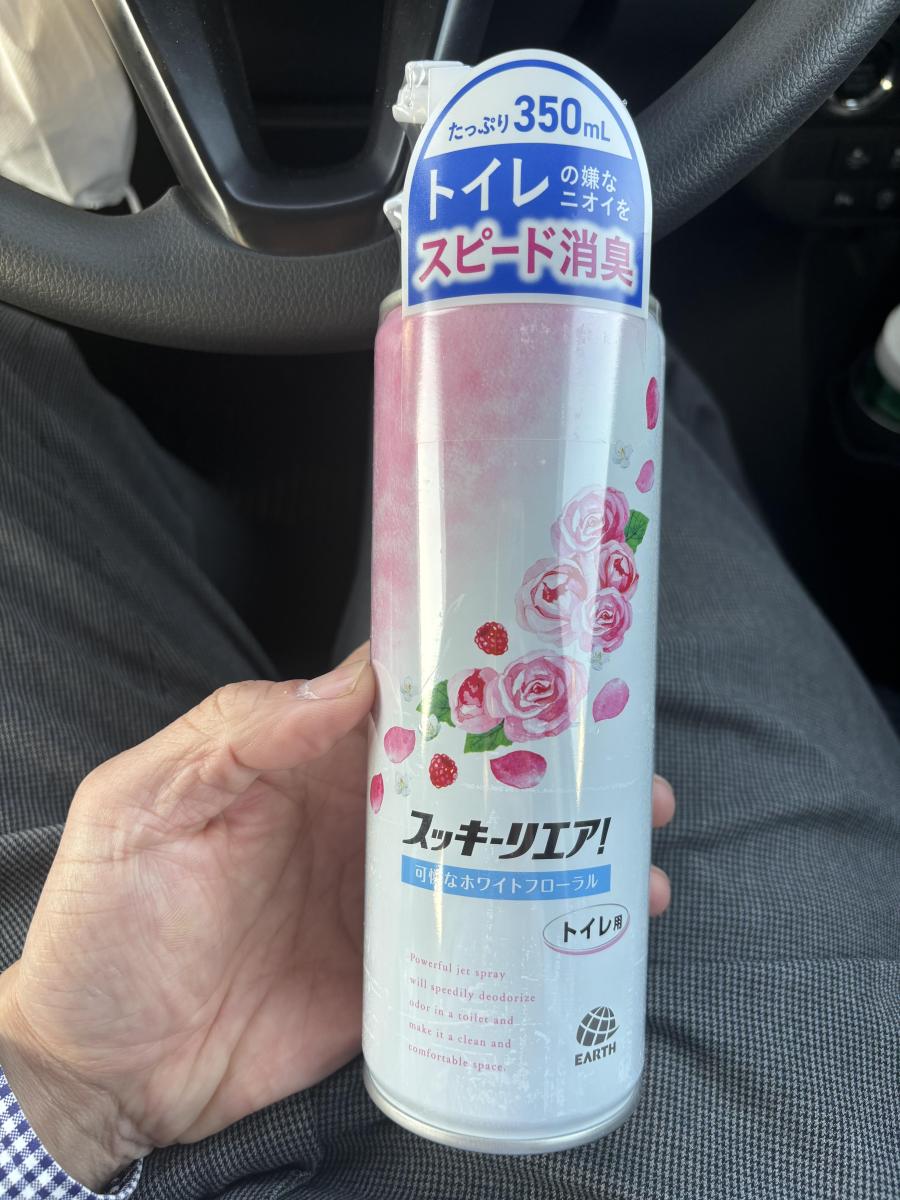 たっぷり350mL
トイレの嫌な
ニオイを
スピード消臭
スッキーリエア!
可憐なホワイトフローラル
トイレ用
Powerful jet spray
will speedily deodorize
odor in a toilet and
make it a clean and
comfortable space.
EARTH